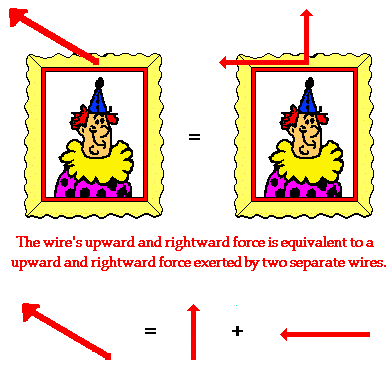 =
The wire's upward and rightward force is equivalent to a
upward and rightward force exerted by two separate wires.
= +